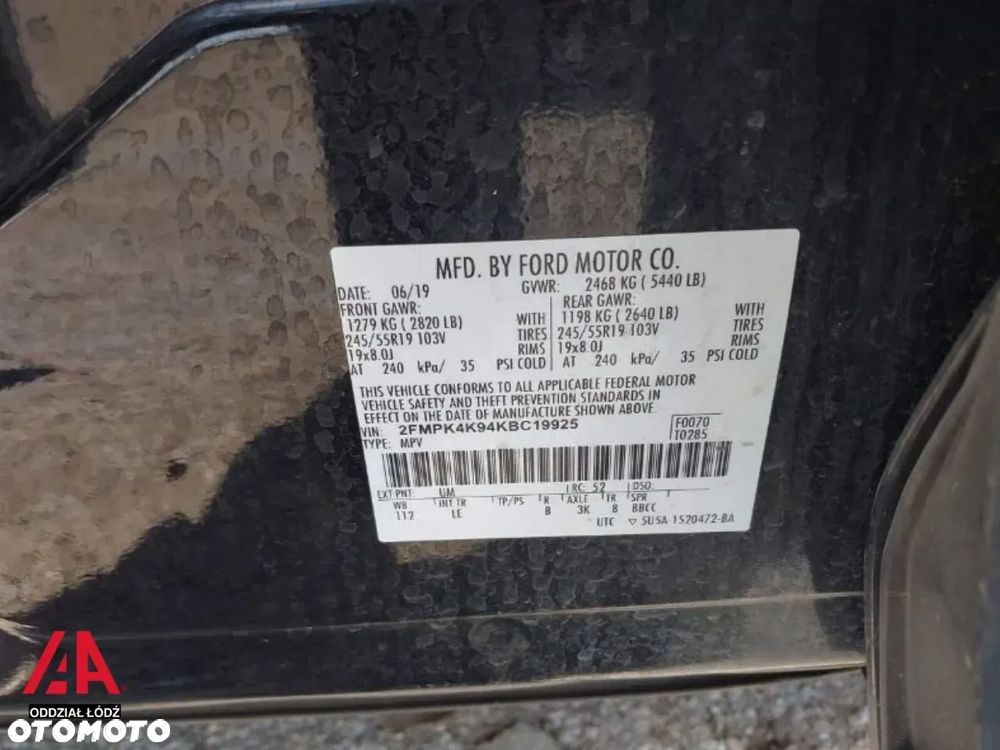 MFD. BY FORD MOTOR CO.
DATE: 06/19 GVWR: 2468 KG ( 5440 LB)
FRONT GAWR: REAR GAWR:
1279 KG ( 2820 LB) WITH 1198 KG ( 2640 LB) WITH
245/55R19 103V TIRES 245/55R19 103V TIRES
19x8.0J RIMS 19x8.0J RIMS
AT 240 kPa/ 35 PSI COLD AT 240 kPa/ 35 PSI COLD
THIS VEHICLE CONFORMS TO ALL APPLICABLE FEDERAL MOTOR
VEHICLE SAFETY AND THEFT PREVENTION STANDARDS IN
EFFECT ON THE DATE OF MANUFACTURE SHOWN ABOVE.
VIN: 2FMPK4K94KBC19925 F0070
TYPE: MPV T0285
EXT PNT: UM RC: 52 DSO:
WB INT TR TP/PS R AXLE TR SPR
112 LE B 3K 8 BBCC
UTC ▽ 5U5A-1520472-BA
AA
ODDZIAŁ ŁÓDŹ
OTOMOTO